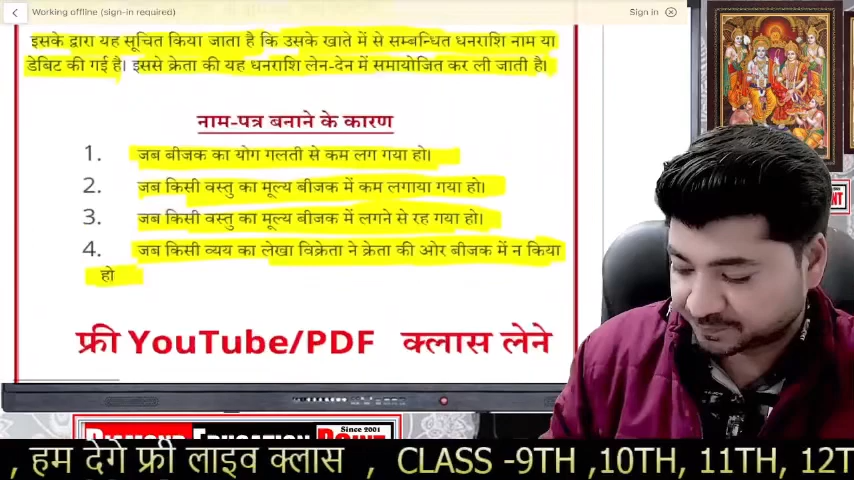 Working offline (sign-in required)
Sign in
इसके द्वारा यह सूचित किया जाता है कि उसके खाते में से सम्बन्धित धनराशि नाम या
डेबिट की गई है। इससे क्रेता की यह धनराशि लेन-देन में समायोजित कर ली जाती है।
नाम-पत्र बनाने के कारण
1. जब बीजक का योग गलती से कम लग गया हो।
2. जब किसी वस्तु का मूल्य बीजक में कम लगाया गया हो।
3. जब किसी वस्तु का मूल्य बीजक में लगने से रह गया हो।
4. जब किसी व्यय का लेखा विक्रेता ने क्रेता की ओर बीजक में न किया
हो
फ्री YouTube/PDF क्लास लेने
Since 2001
, हम देगे फ्री लाइव क्लास , CLASS -9TH ,10TH, 11TH, 12T